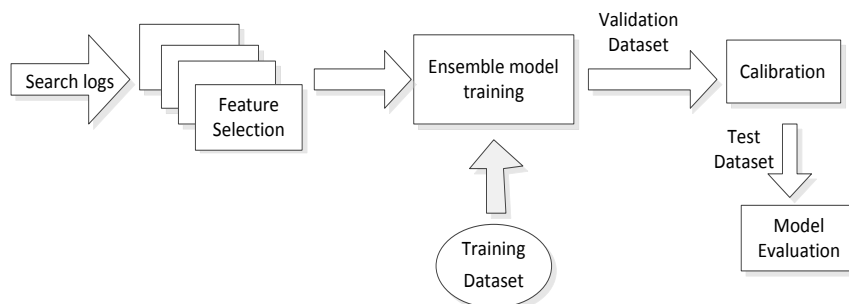 Search logs
Feature
Selection
Ensemble model
training
Validation
Dataset
Calibration
Test
Dataset
Model
Evaluation
Training
Dataset